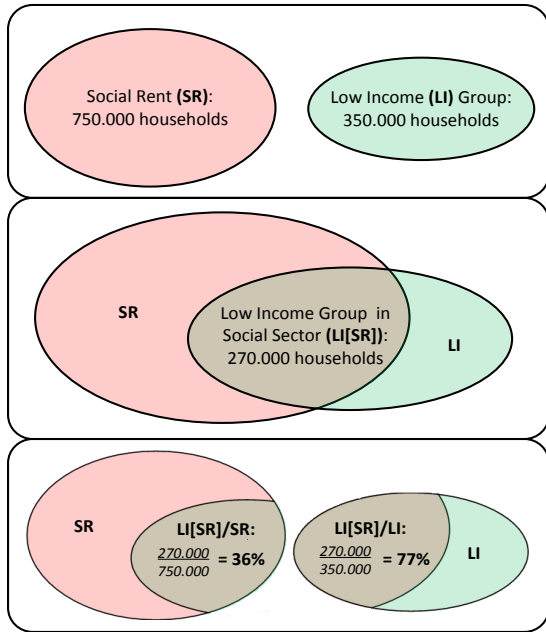 Social Rent (SR):
750.000 households
Low Income (LI) Group:
350.000 households
SR
Low Income Group in
Social Sector (LI[SR]):
270.000 households
LI
SR
LI[SR]/SR:
270.000
750.000
= 36%
LI[SR]/LI:
270.000
350.000
= 77%
LI